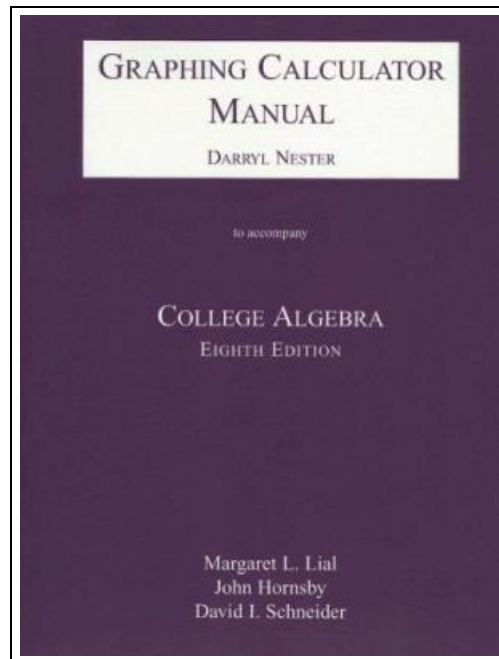 GRAPHING CALCULATOR
MANUAL
DARRYL NESTER
to accompany
COLLEGE ALGEBRA
EIGHTH EDITION
Margaret L. Lial
John Hornsby
David I. Schneider